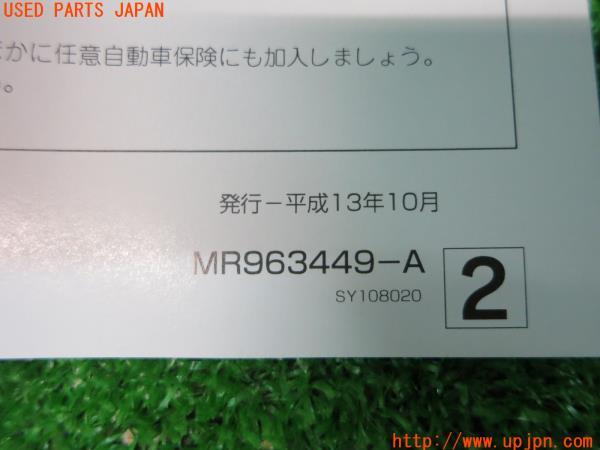 USED PARTS JAPAN
かに任意自動車保険にも加入しましょう。
発行－平成13年10月
MR963449-A
2
SY108020
http://www.upjpn.com/